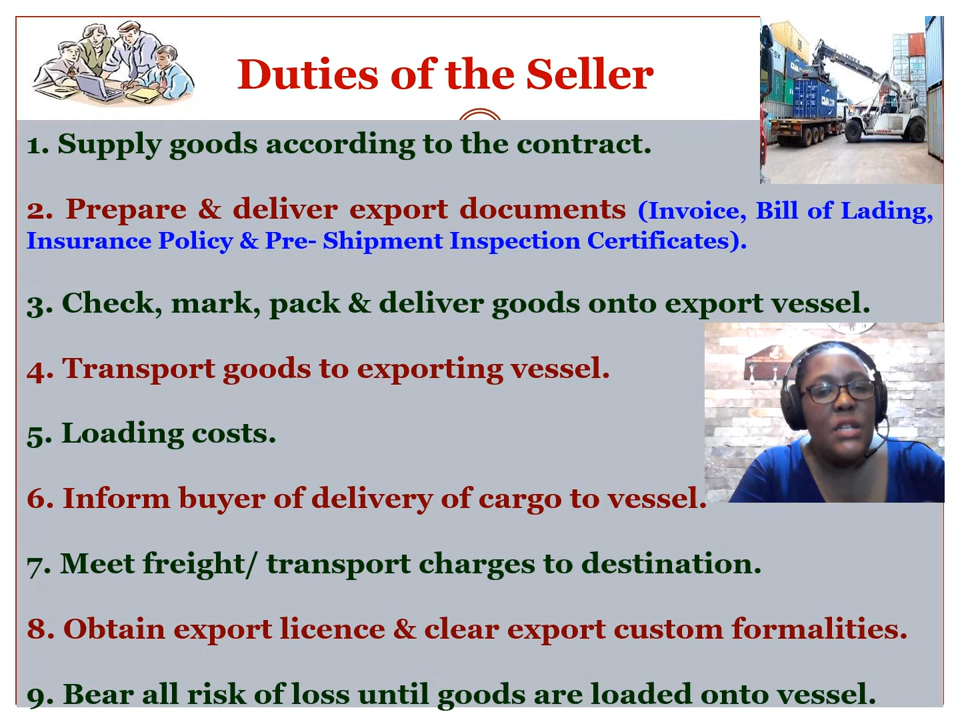 Duties of the Seller
1. Supply goods according to the contract.
2. Prepare & deliver export documents (Invoice, Bill of Lading,
Insurance Policy & Pre- Shipment Inspection Certificates).
3. Check, mark, pack & deliver goods onto export vessel.
4. Transport goods to exporting vessel.
5. Loading costs.
6. Inform buyer of delivery of cargo to vessel.
7. Meet freight/ transport charges to destination.
8. Obtain export licence & clear export custom formalities.
9. Bear all risk of loss until goods are loaded onto vessel.